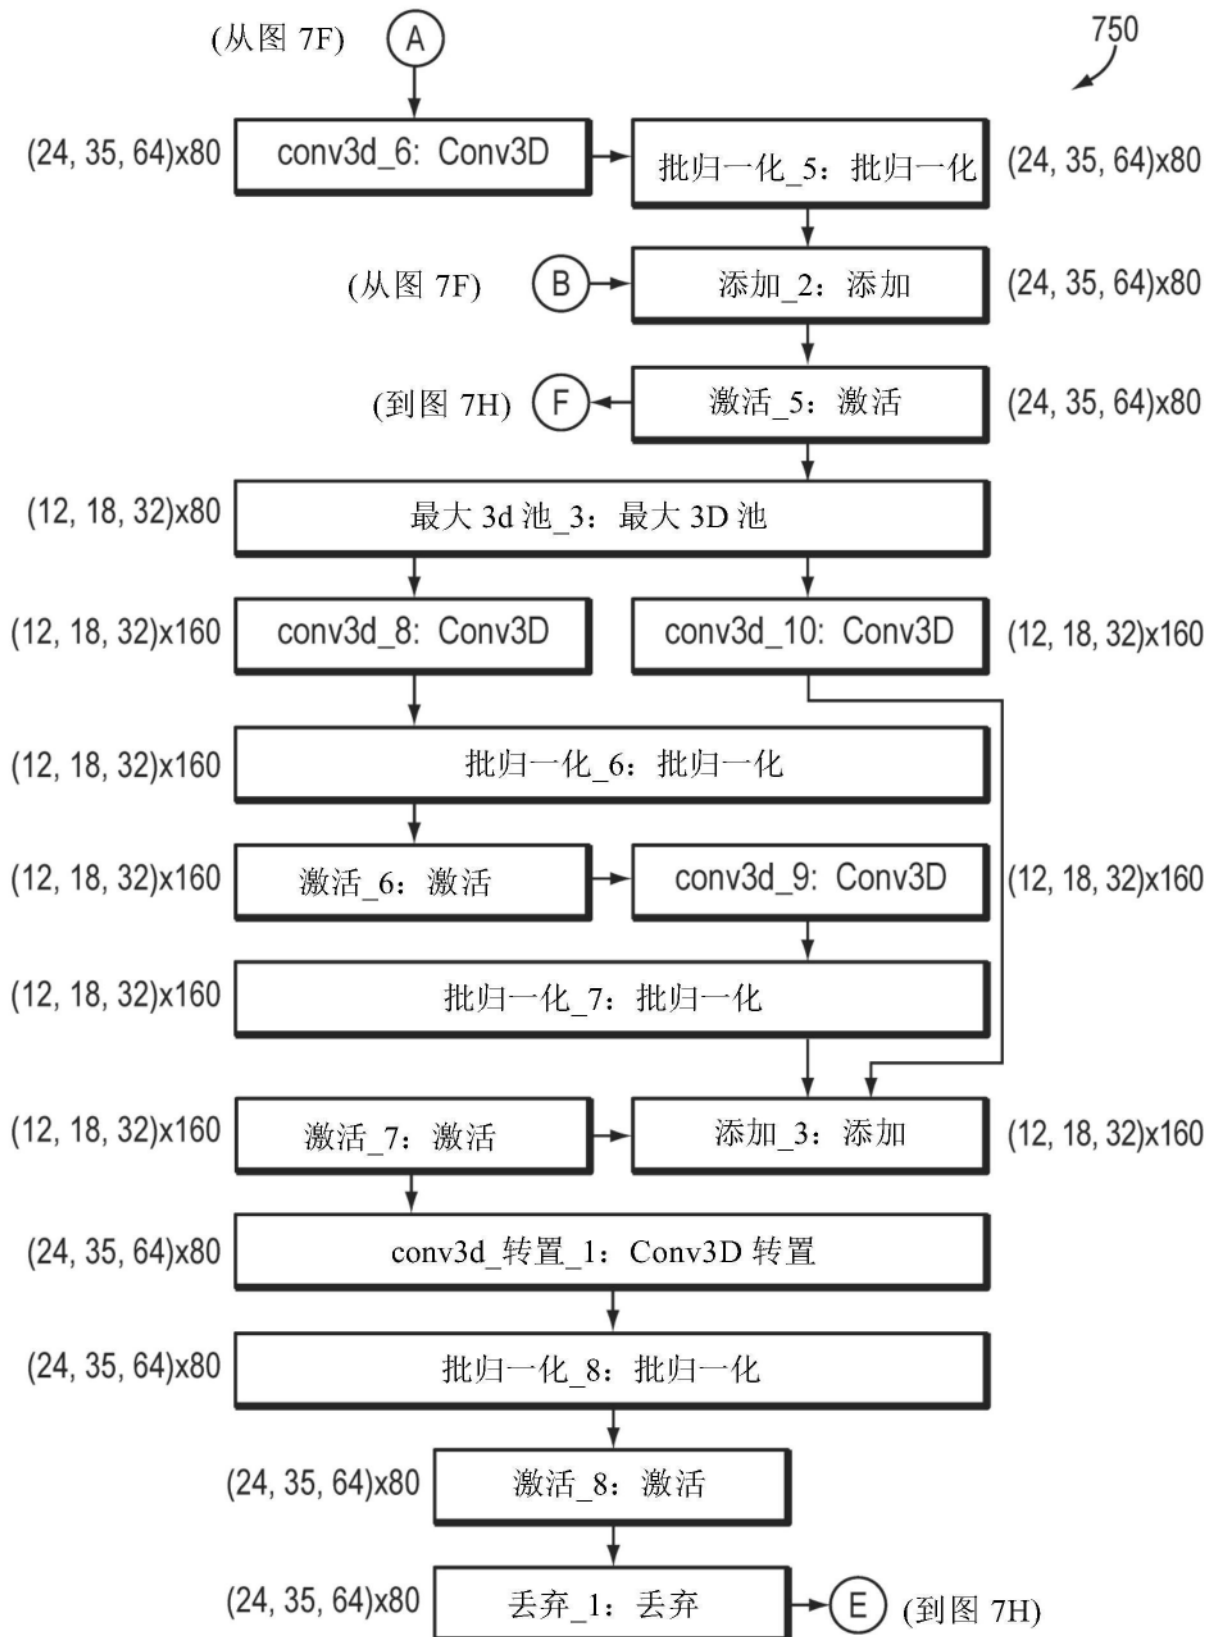 (从图 7F) A
750
(24, 35, 64)x80 conv3d_6: Conv3D 批归一化_5：批归一化 (24, 35, 64)x80
(从图 7F) B 添加_2：添加 (24, 35, 64)x80
(到图 7H) F 激活_5：激活 (24, 35, 64)x80
(12, 18, 32)x80 最大 3d 池_3：最大 3D 池
(12, 18, 32)x160 conv3d_8: Conv3D conv3d_10: Conv3D (12, 18, 32)x160
(12, 18, 32)x160 批归一化_6：批归一化
(12, 18, 32)x160 激活_6：激活 conv3d_9: Conv3D (12, 18, 32)x160
(12, 18, 32)x160 批归一化_7：批归一化
(12, 18, 32)x160 激活_7：激活 添加_3：添加 (12, 18, 32)x160
(24, 35, 64)x80 conv3d_转置_1：Conv3D 转置
(24, 35, 64)x80 批归一化_8：批归一化
(24, 35, 64)x80 激活_8：激活
(24, 35, 64)x80 丢弃_1：丢弃 E (到图 7H)